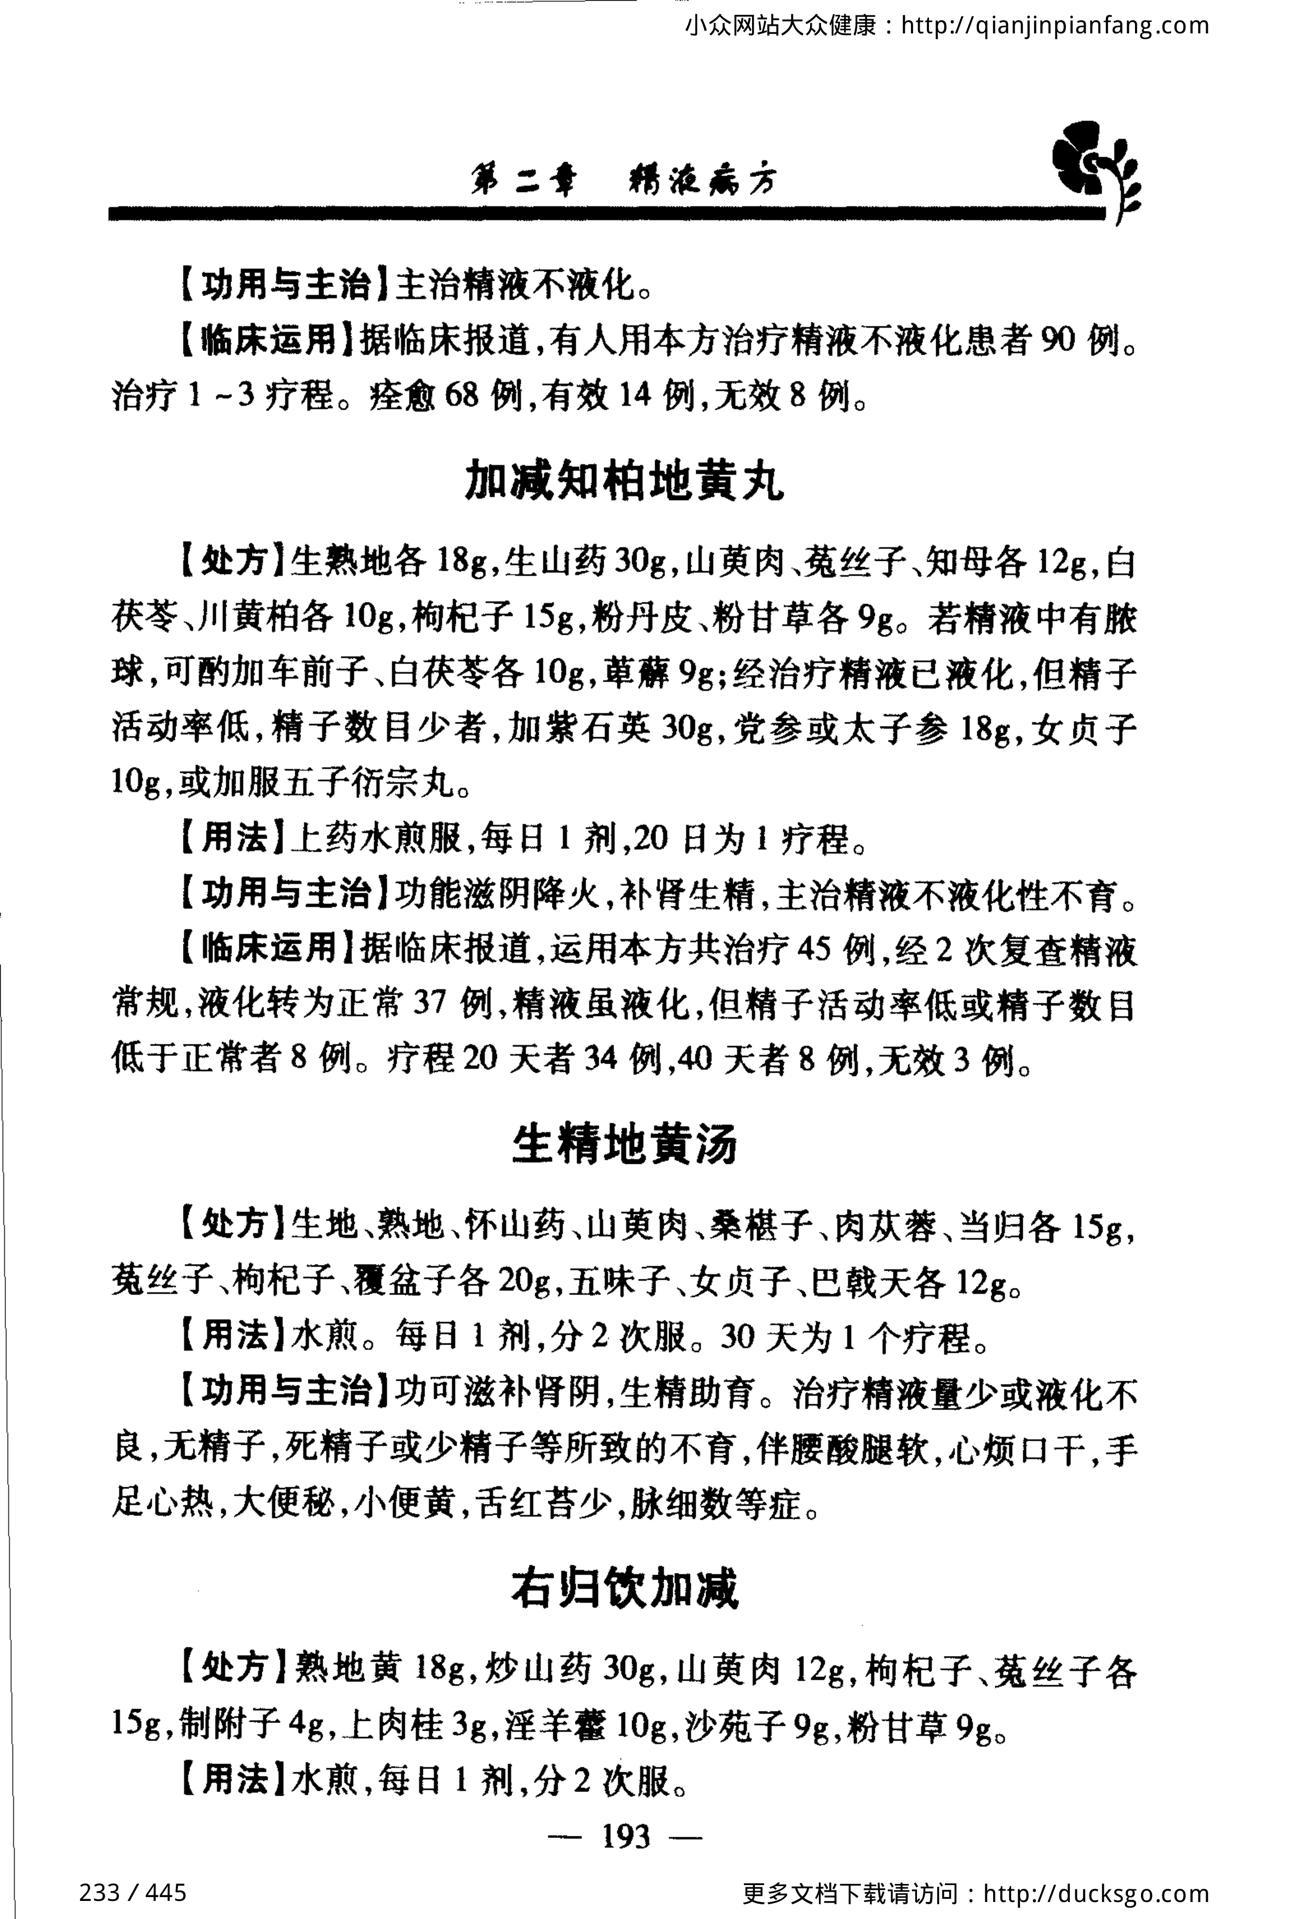 小众网站大众健康：http://qianjinpianfang.com
第二章 精液病方
【功用与主治】主治精液不液化。
【临床运用】据临床报道,有人用本方治疗精液不液化患者90 例。
治疗1～3疗程。痊愈68 例,有效14 例,无效8 例。
加减知柏地黄丸
【处方】生熟地各 18g,生山药30g,山萸肉、菟丝子、知母各 12g,白
茯苓、川黄柏各 10g,枸杞子 15g,粉丹皮、粉甘草各 9g。若精液中有脓
球,可酌加车前子、白茯苓各 10g,萆薢 9g;经治疗精液已液化,但精子
活动率低,精子数目少者,加紫石英 30g,党参或太子参 18g,女贞子
10g,或加服五子衍宗丸。
【用法】上药水煎服,每日 1 剂,20 日为 1 疗程。
【功用与主治】功能滋阴降火,补肾生精,主治精液不液化性不育。
【临床运用】据临床报道,运用本方共治疗 45 例,经 2 次复查精液
常规,液化转为正常 37 例,精液虽液化,但精子活动率低或精子数目
低于正常者 8 例。疗程 20 天者 34 例,40 天者 8 例,无效 3 例。
生精地黄汤
【处方】生地、熟地、怀山药、山萸肉、桑椹子、肉苁蓉、当归各 15g,
菟丝子、枸杞子、覆盆子各 20g,五味子、女贞子、巴戟天各 12g。
【用法】水煎。每日 1 剂,分 2 次服。30 天为 1 个疗程。
【功用与主治】功可滋补肾阴,生精助育。治疗精液量少或液化不
良,无精子,死精子或少精子等所致的不育,伴腰酸腿软,心烦口干,手
足心热,大便秘,小便黄,舌红苔少,脉细数等症。
右归饮加减
【处方】熟地黄 18g,炒山药 30g,山萸肉 12g,枸杞子、菟丝子各
15g,制附子 4g,上肉桂 3g,淫羊藿 10g,沙苑子 9g,粉甘草 9g。
【用法】水煎,每日 1 剂,分 2 次服。
— 193 —
233 / 445
更多文档下载请访问：http://ducksgo.com